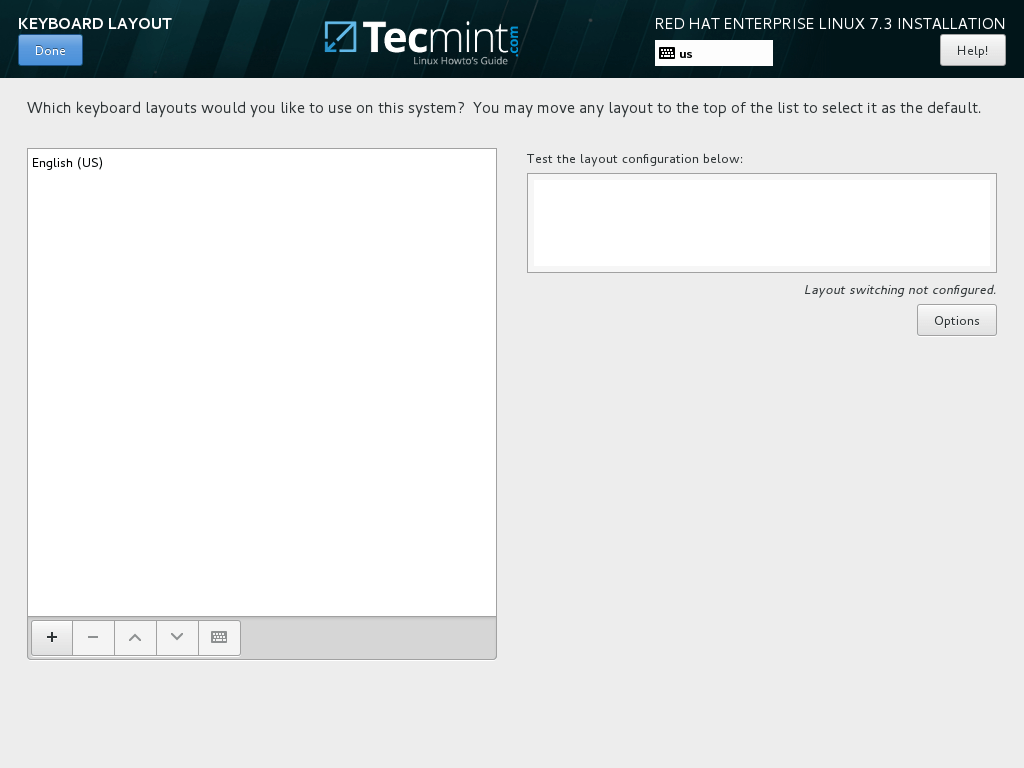 KEYBOARD LAYOUT
Done
Tecmint.com
Linux Howto's Guide
RED HAT ENTERPRISE LINUX 7.3 INSTALLATION
us
Help!
Which keyboard layouts would you like to use on this system?  You may move any layout to the top of the list to select it as the default.
English (US)
Test the layout configuration below:
Layout switching not configured.
Options